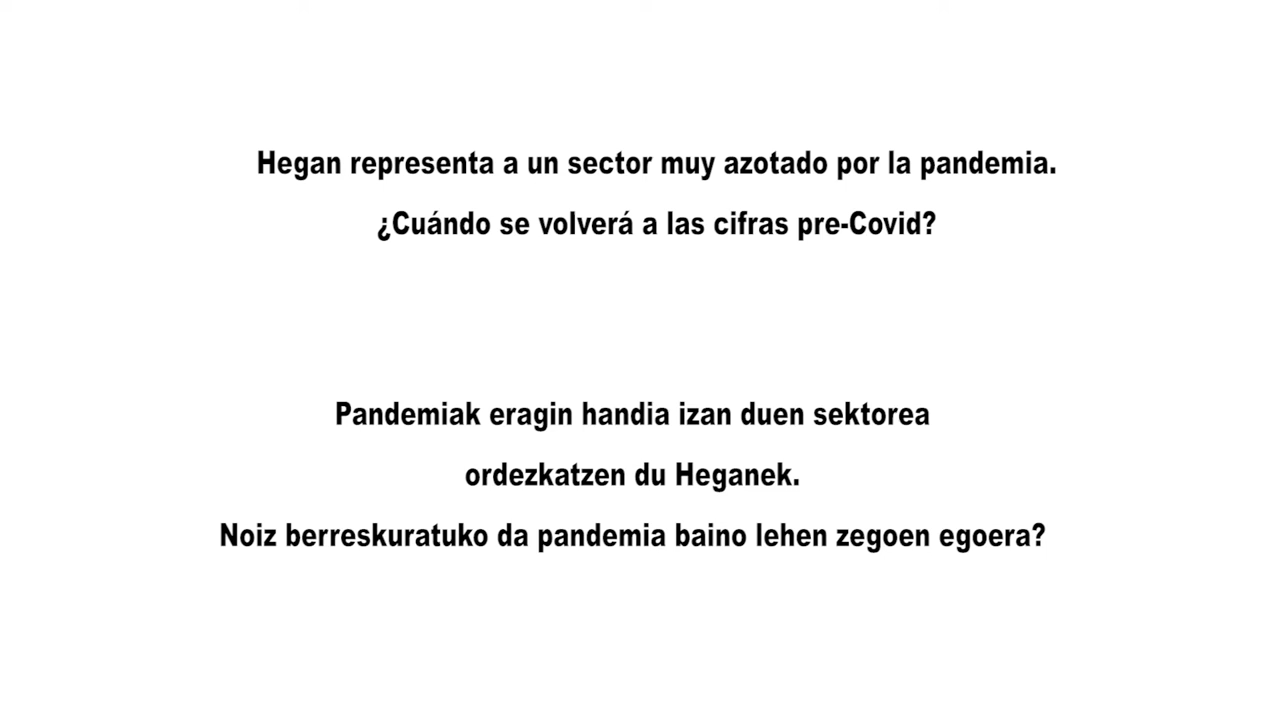 Hegan representa a un sector muy azotado por la pandemia.
¿Cuándo se volverá a las cifras pre-Covid?
Pandemiak eragin handia izan duen sektorea
ordezkatzen du Heganek.
Noiz berreskuratuko da pandemia baino lehen zegoen egoera?